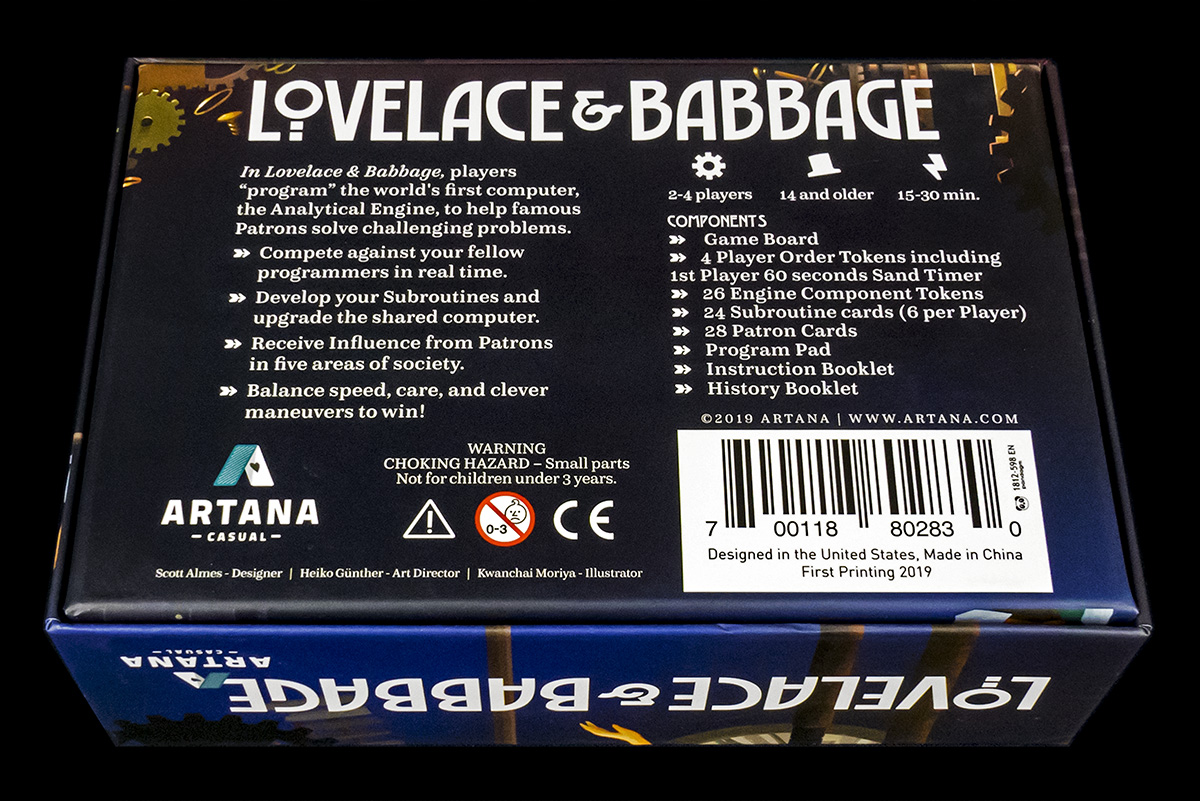 LOVELACE & BABBAGE
In Lovelace & Babbage, players
“program” the world's first computer,
the Analytical Engine, to help famous
Patrons solve challenging problems.
Compete against your fellow
programmers in real time.
Develop your Subroutines and
upgrade the shared computer.
Receive Influence from Patrons
in five areas of society.
Balance speed, care, and clever
maneuvers to win!
2-4 players
14 and older
15-30 min.
COMPONENTS
Game Board
4 Player Order Tokens including
1st Player 60 seconds Sand Timer
26 Engine Component Tokens
24 Subroutine cards (6 per Player)
28 Patron Cards
Program Pad
Instruction Booklet
History Booklet
©2019 ARTANA | WWW.ARTANA.COM
ARTANA
– CASUAL –
WARNING
CHOKING HAZARD – Small parts
Not for children under 3 years.
0-3
CE
Scott Almes - Designer | Heiko Günther - Art Director | Kwanchai Moriya - Illustrator
7 00118 80283 0
1812-598 EN
Designed in the United States, Made in China
First Printing 2019
ARTANA
– CASUAL –
LOVELACE & BABBAGE